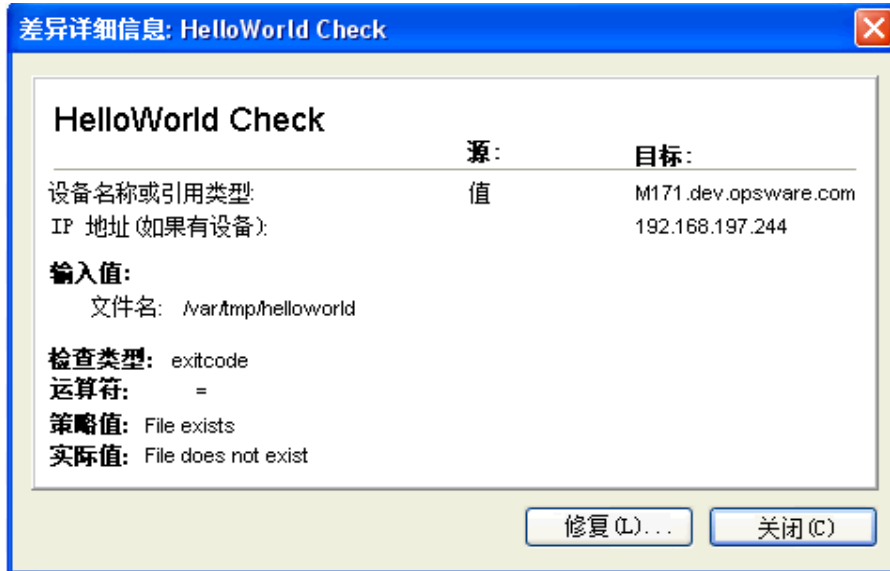 差异详细信息: HelloWorld Check
HelloWorld Check
源: 目标:
设备名称或引用类型: 值 M171.dev.opsware.com
IP 地址(如果有设备): 192.168.197.244
输入值:
文件名: /var/tmp/helloworld
检查类型: exitcode
运算符: =
策略值: File exists
实际值: File does not exist
修复(L)... 关闭(C)